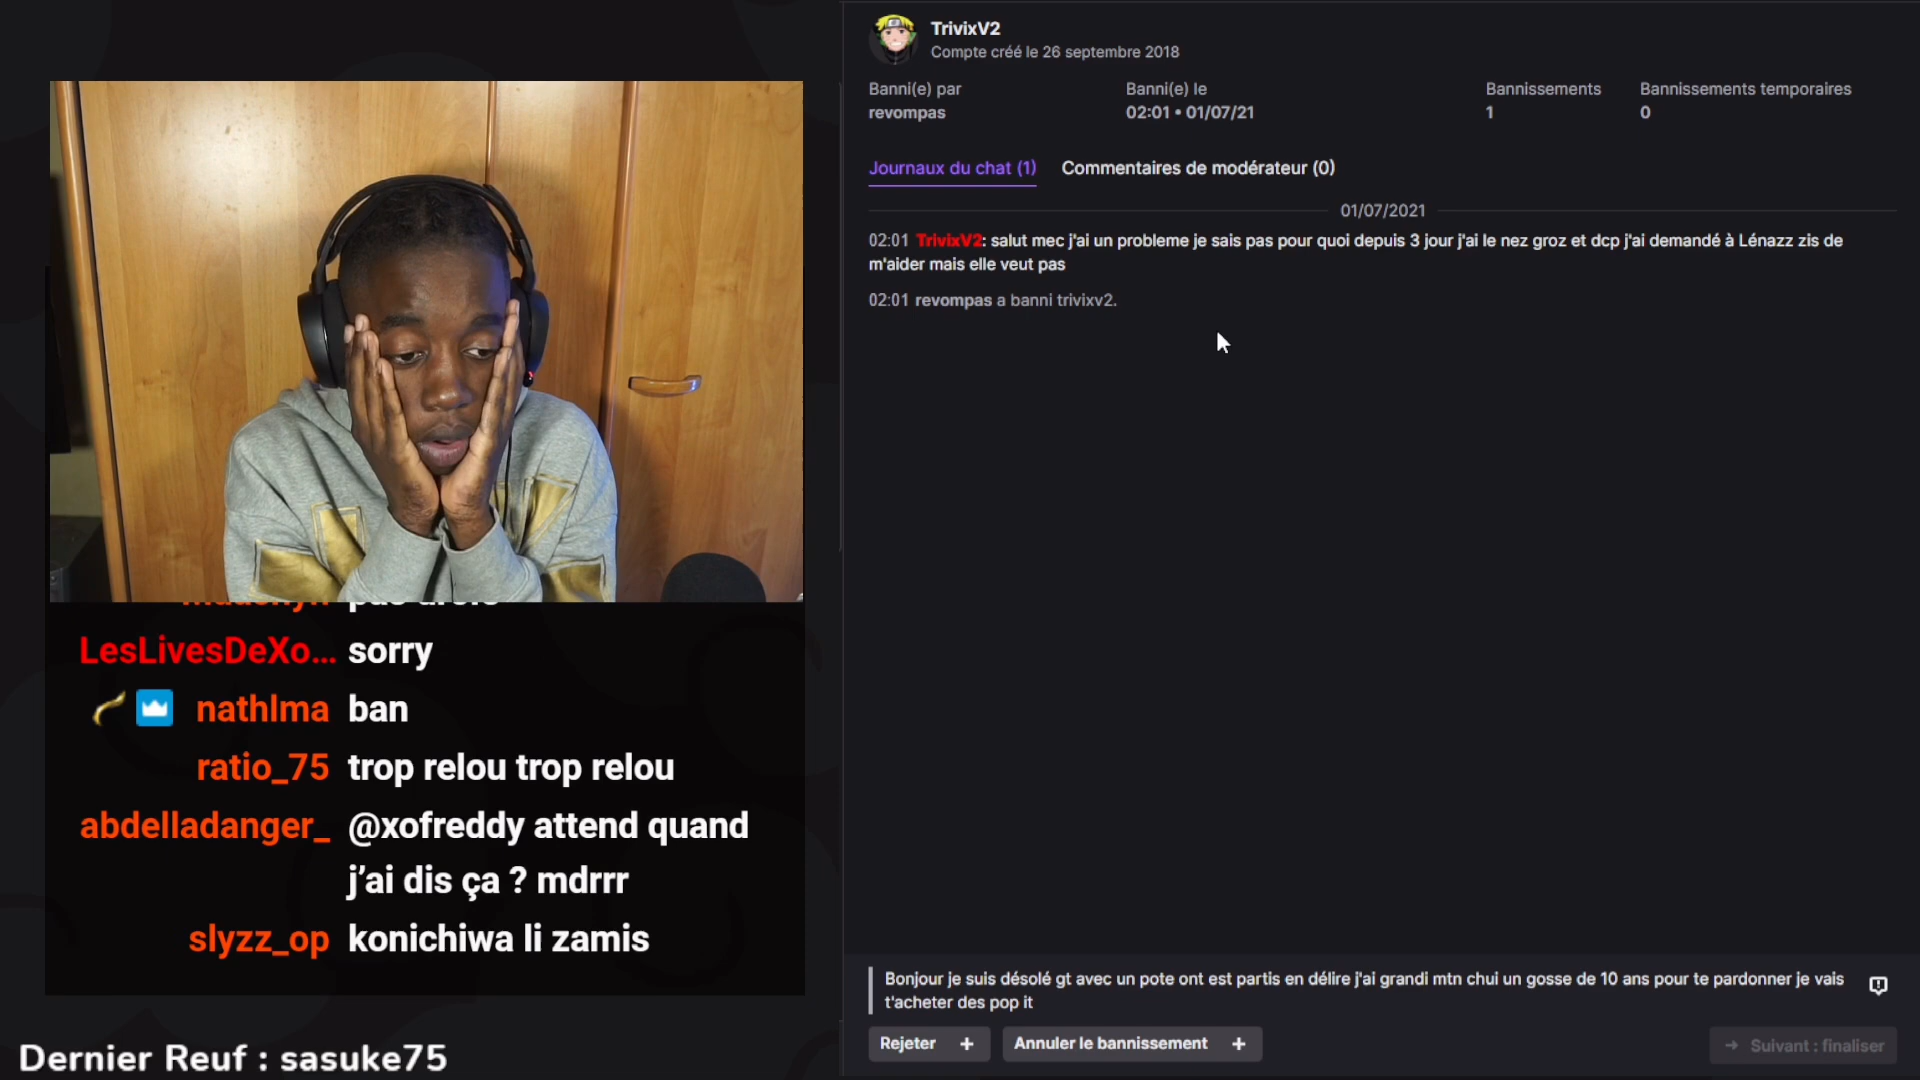 TrivixV2
Compte créé le 26 septembre 2018
Banni(e) par
revompas
Banni(e) le
02:01 • 01/07/21
Bannissements
1
Bannissements temporaires
0
Journaux du chat (1)
Commentaires de modérateur (0)
01/07/2021
02:01 TrivixV2: salut mec j'ai un probleme je sais pas pour quoi depuis 3 jour j'ai le nez groz et dcp j'ai demandé à Lénazz zis de
m'aider mais elle veut pas
02:01 revompas a banni trivixv2.
LesLivesDeXo... sorry
nathlma ban
ratio_75 trop relou trop relou
abdelladanger_ @xofreddy attend quand
j'ai dis ça ? mdrrr
slyzz_op konichiwa li zamis
Dernier Reuf : sasuke75
Bonjour je suis désolé gt avec un pote ont est partis en délire j'ai grandi mtn chui un gosse de 10 ans pour te pardonner je vais
t'acheter des pop it
Rejeter +
Annuler le bannissement +
→ Suivant : finaliser